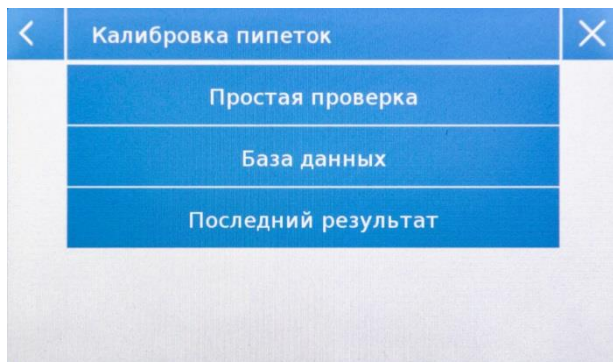 Калибровка пипеток
Простая проверка
База данных
Последний результат